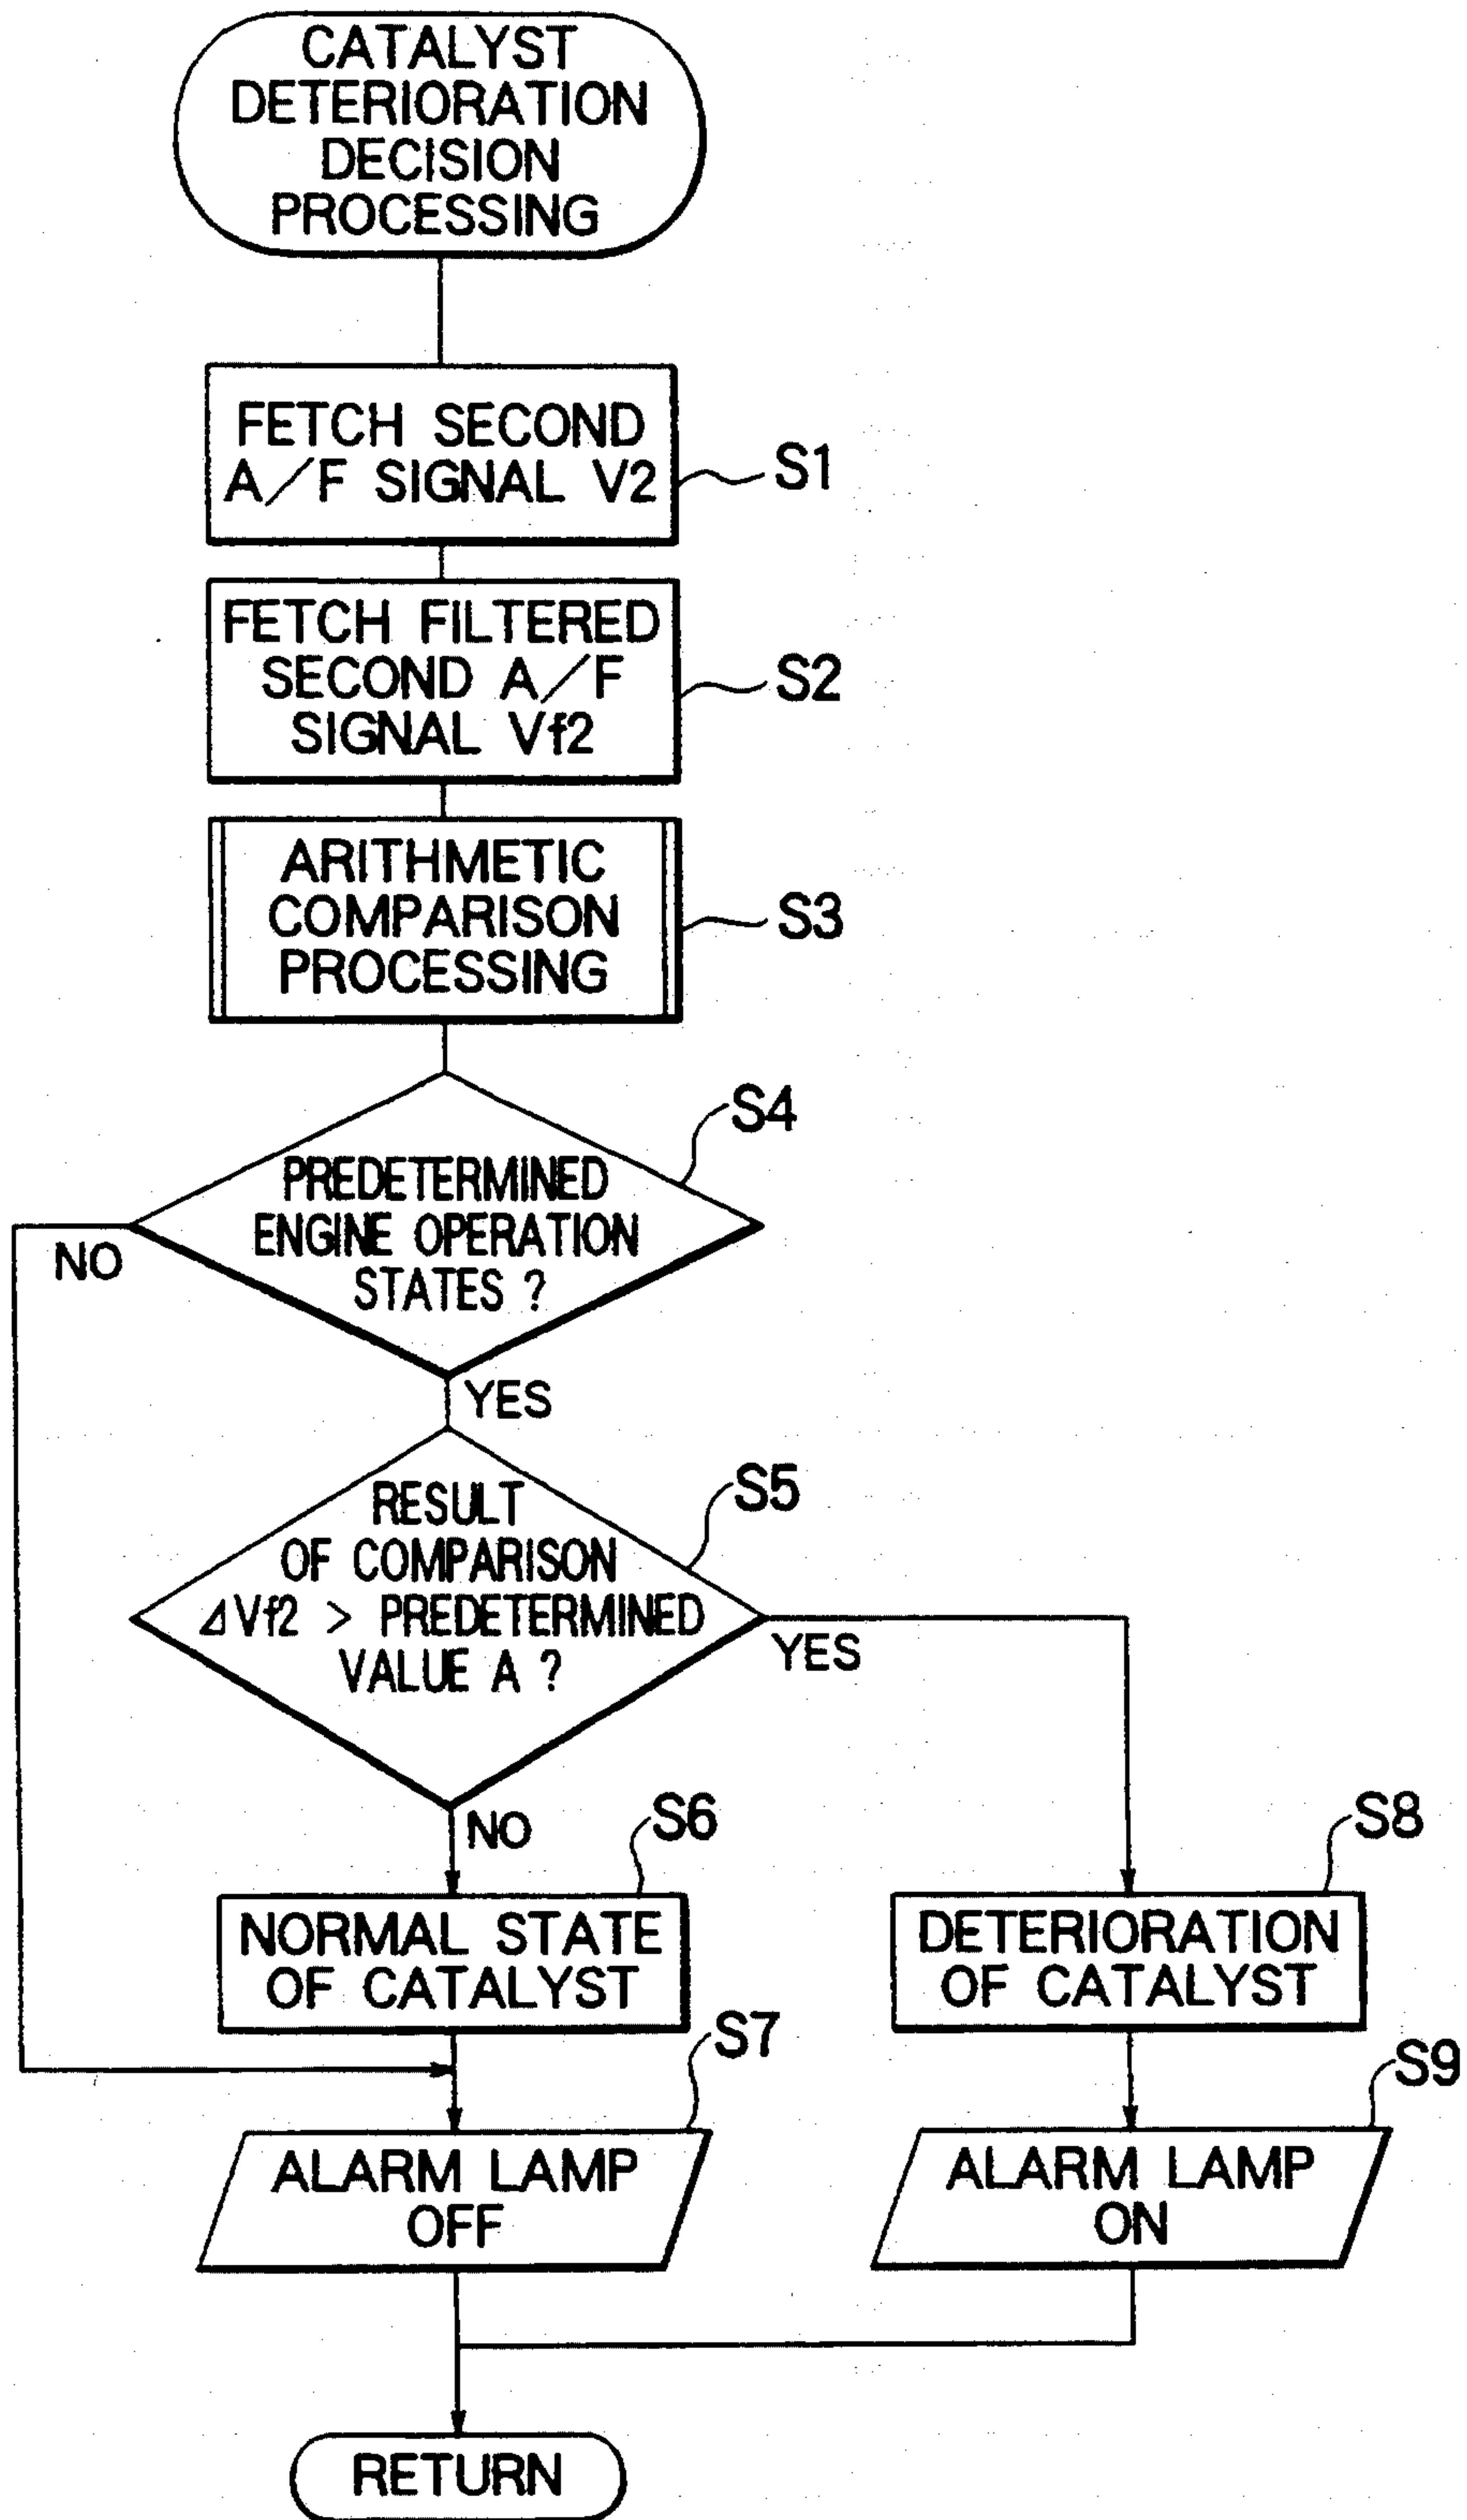 CATALYST
DETERIORATION
DECISION
PROCESSING
FETCH SECOND
A/F SIGNAL V2
S1
FETCH FILTERED
SECOND A/F
SIGNAL Vf2
S2
ARITHMETIC
COMPARISON
PROCESSING
S3
S4
PREDETERMINED
ENGINE OPERATION
STATES ?
NO
YES
S5
RESULT
OF COMPARISON
ΔVf2 > PREDETERMINED
VALUE A ?
YES
NO
S6
NORMAL STATE
OF CATALYST
S8
DETERIORATION
OF CATALYST
S7
ALARM LAMP
OFF
S9
ALARM LAMP
ON
RETURN